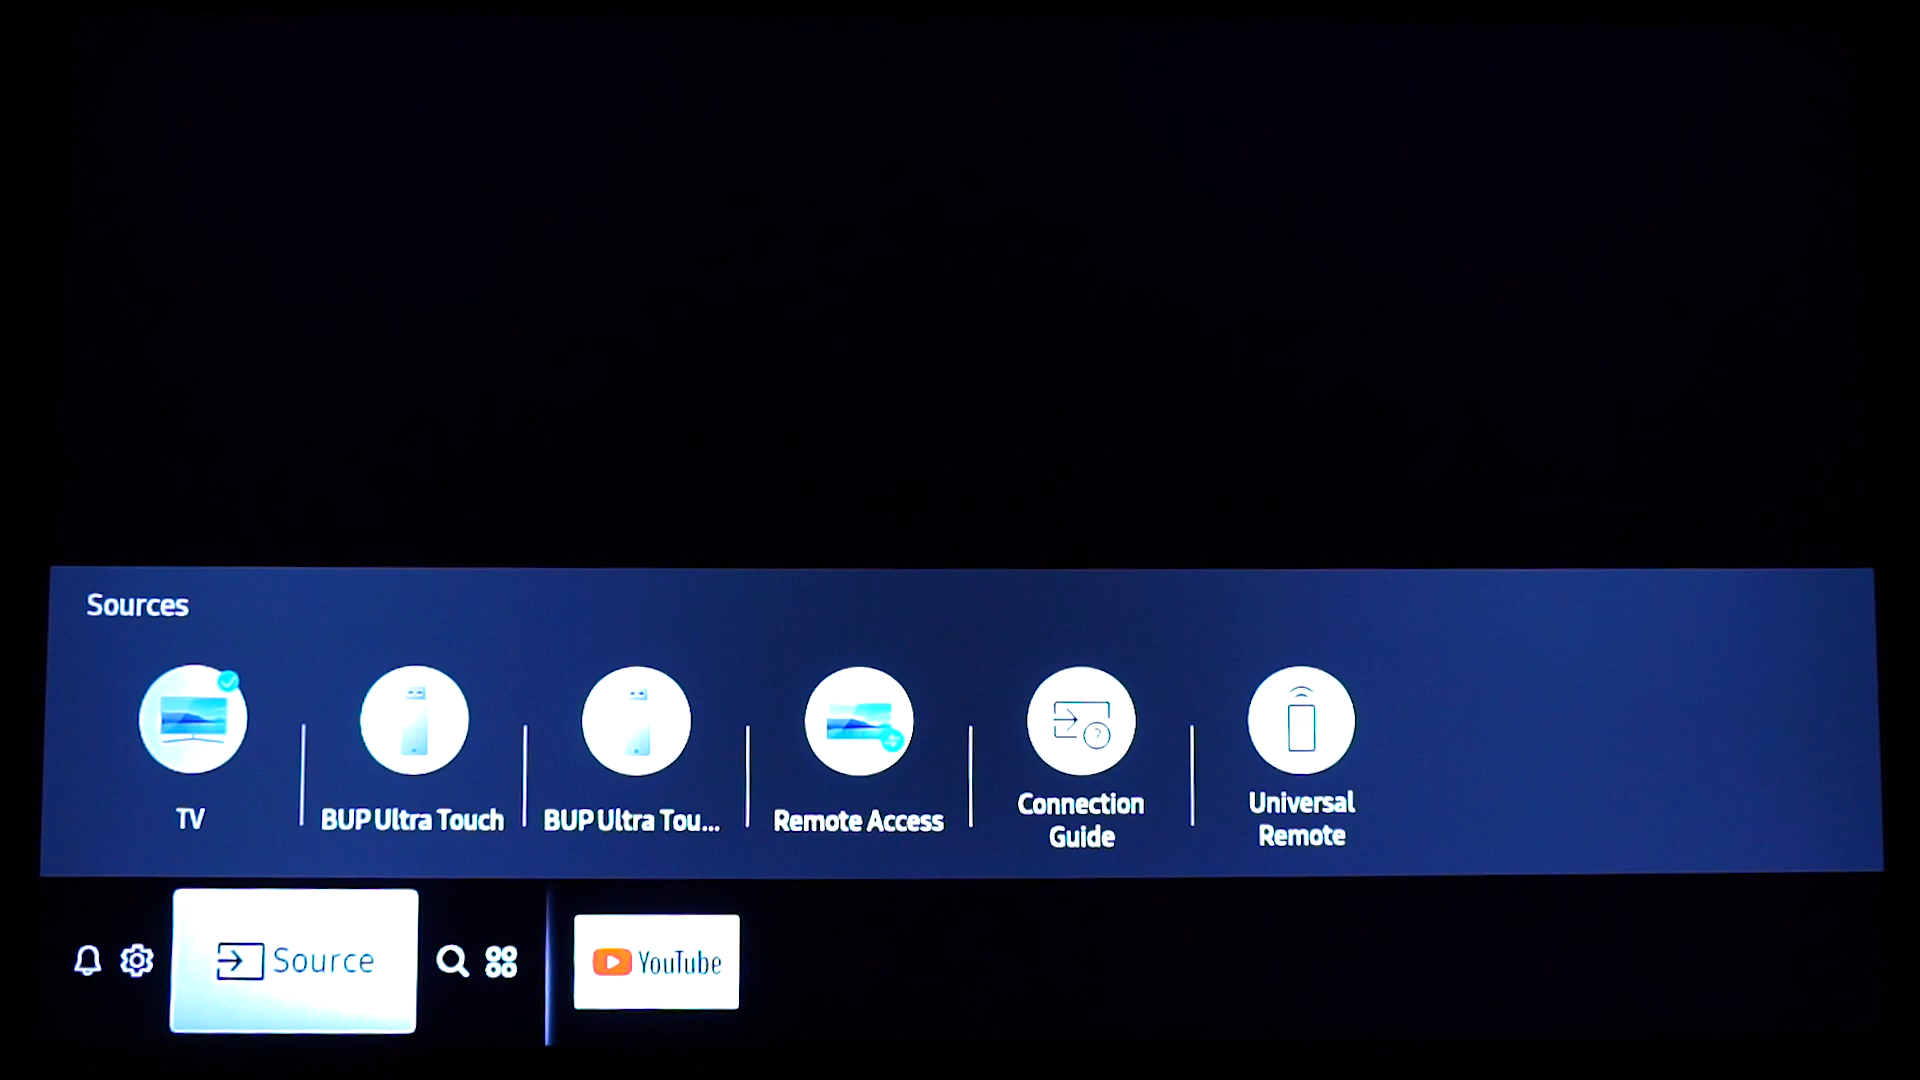 Sources
TV
BUP Ultra Touch
BUP Ultra Tou...
Remote Access
Connection
Guide
Universal
Remote
Source
YouTube